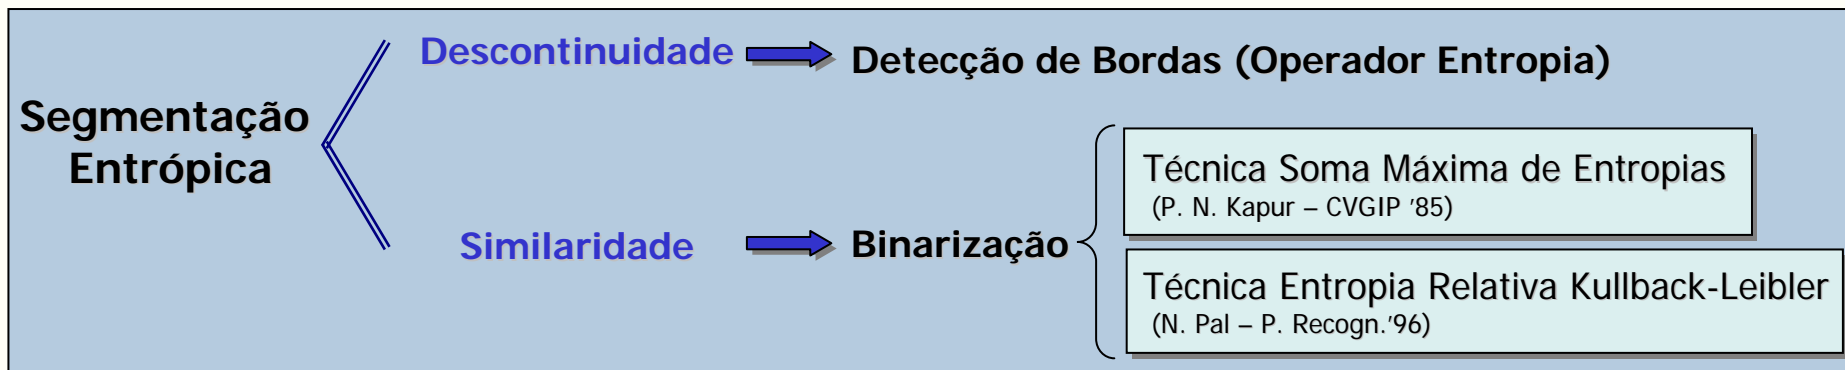 Segmentação
Entrópica
Descontinuidade
Detecção de Bordas (Operador Entropia)
Similaridade
Binarização
Técnica Soma Máxima de Entropias
(P. N. Kapur – CVGIP '85)
Técnica Entropia Relativa Kullback-Leibler
(N. Pal – P. Recogn.'96)